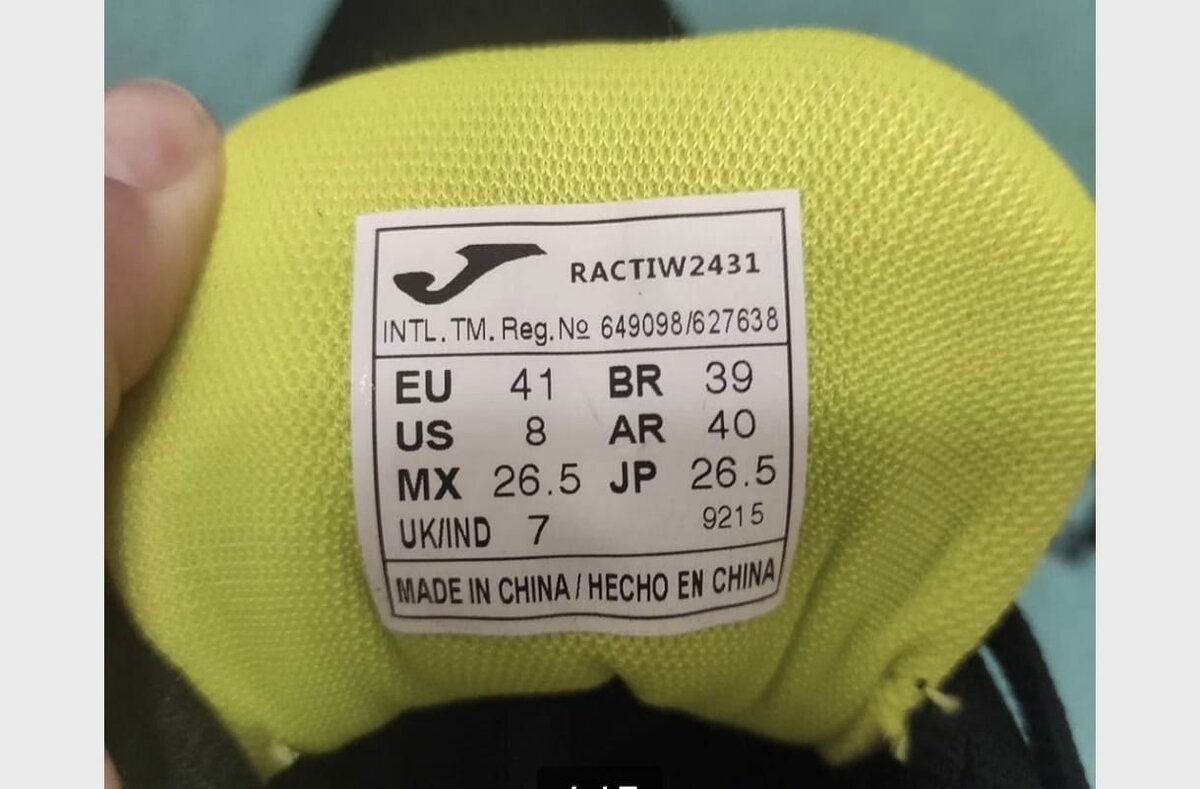 RACTIW2431
INTL. TM. Reg. № 649098/627638
EU 41 BR 39
US 8 AR 40
MX 26.5 JP 26.5
UK/IND 7 9215
MADE IN CHINA / HECHO EN CHINA